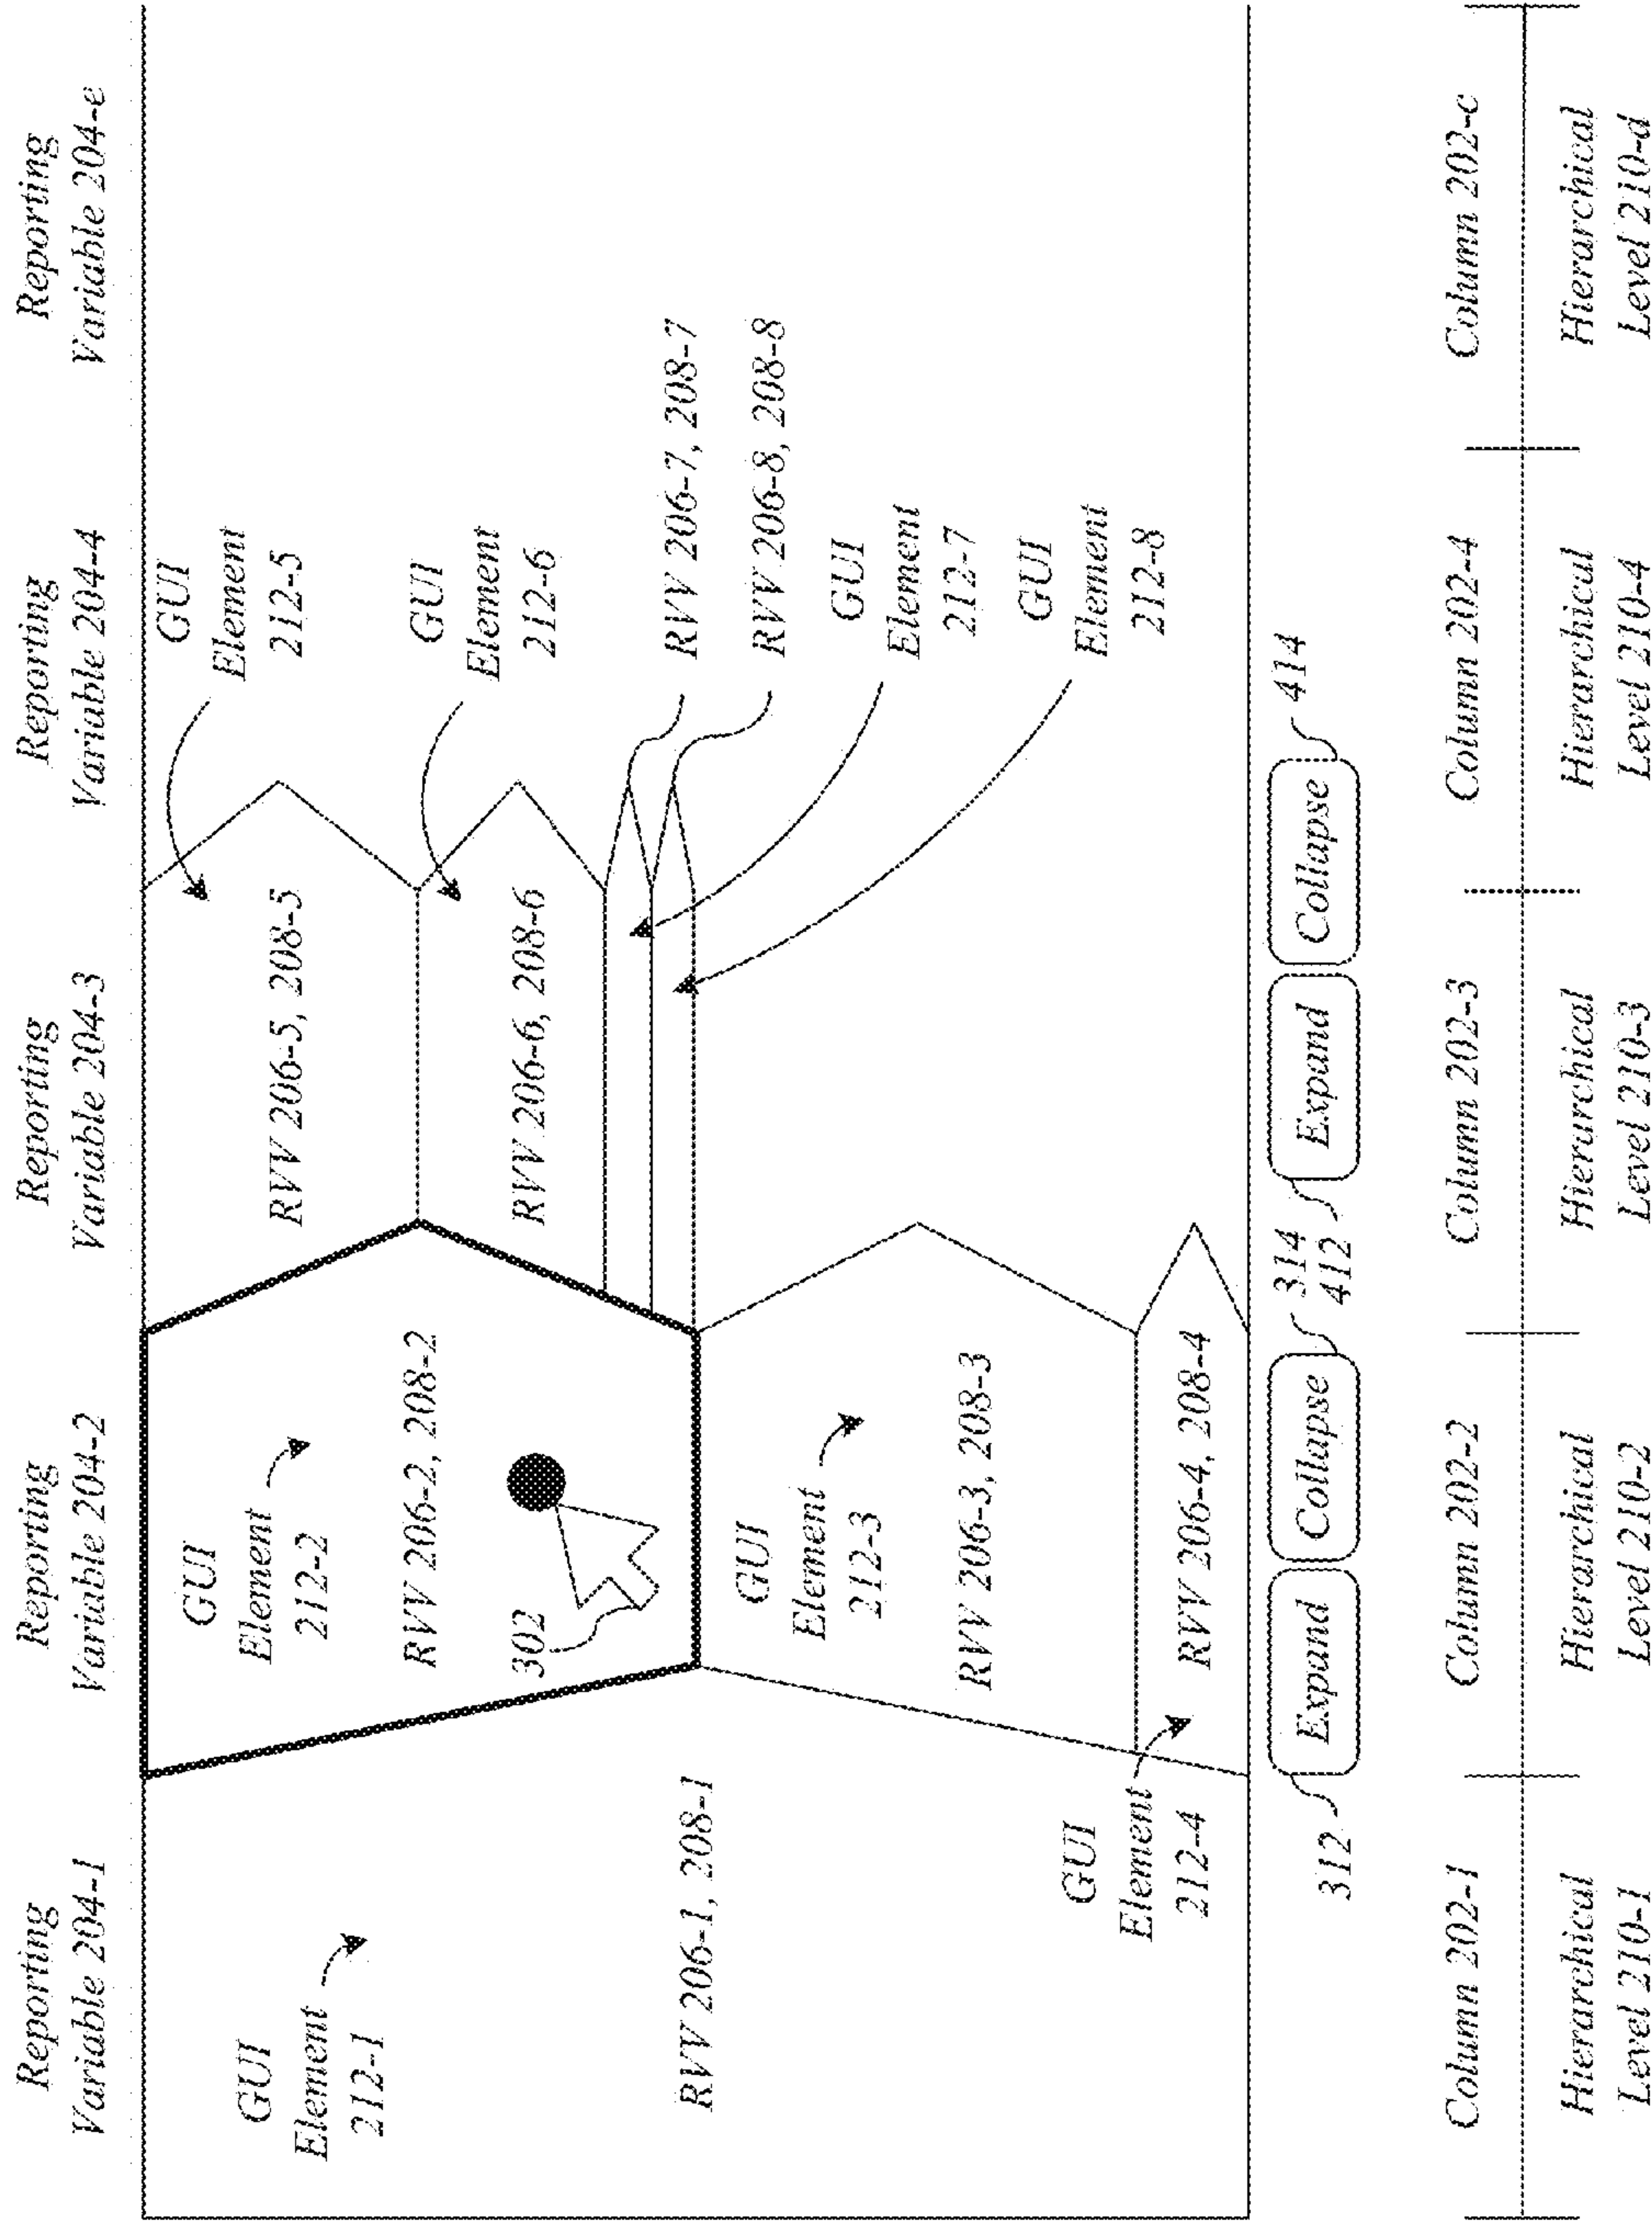 Reporting
Variable 204-1
Reporting
Variable 204-2
Reporting
Variable 204-3
Reporting
Variable 204-4
Reporting
Variable 204-e
GUI
Element
212-1
RVV 206-1, 208-1
GUI
Element
212-2
RVV 206-2, 208-2
302
GUI
Element
212-3
RVV 206-3, 208-3
GUI
Element
212-4
RVV 206-4, 208-4
RVV 206-5, 208-5
GUI
Element
212-5
RVV 206-6, 208-6
GUI
Element
212-6
RVV 206-7, 208-7
RVV 206-8, 208-8
GUI
Element
212-7
GUI
Element
212-8
312
Expand
Collapse
314
412
Expand
Collapse
414
Column 202-1
Column 202-2
Column 202-3
Column 202-4
Column 202-c
Hierarchical
Level 210-1
Hierarchical
Level 210-2
Hierarchical
Level 210-3
Hierarchical
Level 210-4
Hierarchical
Level 210-d